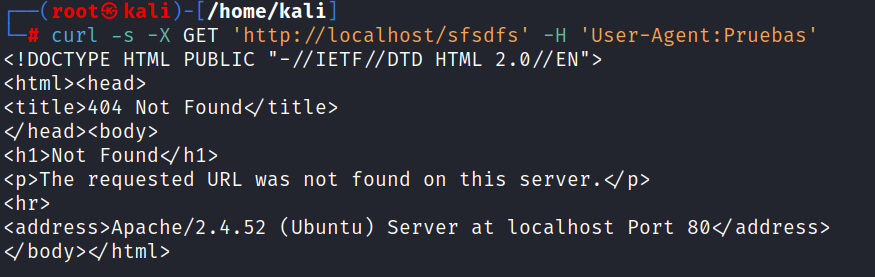 ┌──(root㉿kali)-[/home/kali]
└─# curl -s -X GET 'http://localhost/sfsdfs' -H 'User-Agent:Pruebas'
<!DOCTYPE HTML PUBLIC "-//IETF//DTD HTML 2.0//EN">
<html><head>
<title>404 Not Found</title>
</head><body>
<h1>Not Found</h1>
<p>The requested URL was not found on this server.</p>
<hr>
<address>Apache/2.4.52 (Ubuntu) Server at localhost Port 80</address>
</body></html>